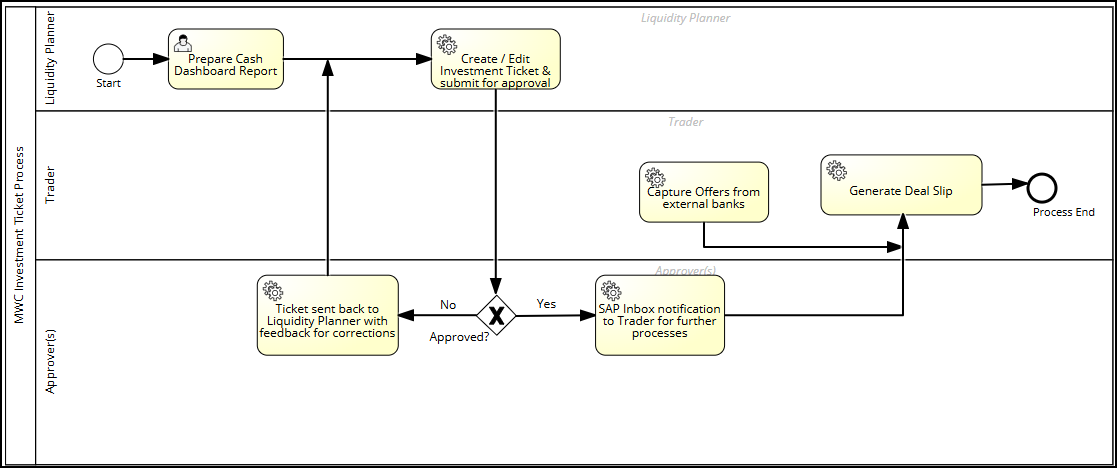 MWC Investment Ticket Process
Liquidity Planner
Liquidity Planner
Start
Prepare Cash
Dashboard Report
Create / Edit
Investment Ticket &
submit for approval
Trader
Trader
Capture Offers from
external banks
Generate Deal Slip
Process End
Approver(s)
Approver(s)
Ticket sent back to
Liquidity Planner with
feedback for corrections
No
Approved?
Yes
SAP Inbox notification
to Trader for further
processes